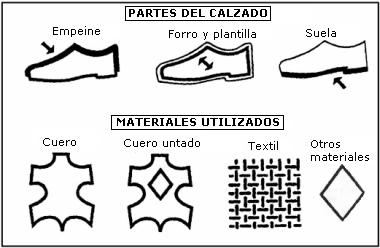 PARTES DEL CALZADO
Empeine
Forro y plantilla
Suela
MATERIALES UTILIZADOS
Cuero
Cuero untado
Textil
Otros
materiales